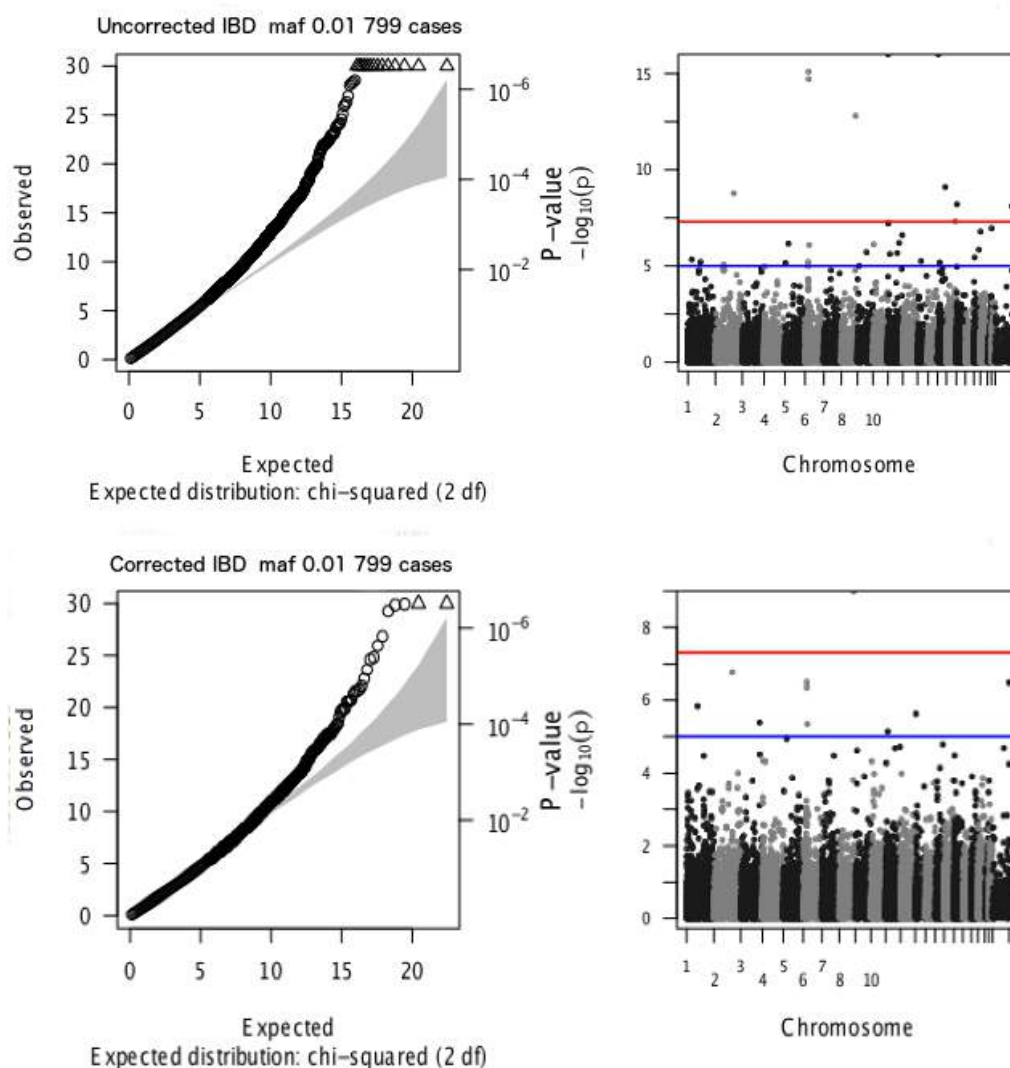 Uncorrected IBD maf 0.01 799 cases
30
25
20
15
10
5
0
Observed
10⁻⁶
10⁻⁴
10⁻²
P −value
0 5 10 15 20
Expected
Expected distribution: chi−squared (2 df)
15
10
5
0
−log₁₀(p)
1 2 3 4 5 6 7 8 10
Chromosome
Corrected IBD maf 0.01 799 cases
30
25
20
15
10
5
0
Observed
10⁻⁶
10⁻⁴
10⁻²
P −value
0 5 10 15 20
Expected
Expected distribution: chi−squared (2 df)
8
6
4
2
0
−log₁₀(p)
1 2 3 4 5 6 7 8 10
Chromosome